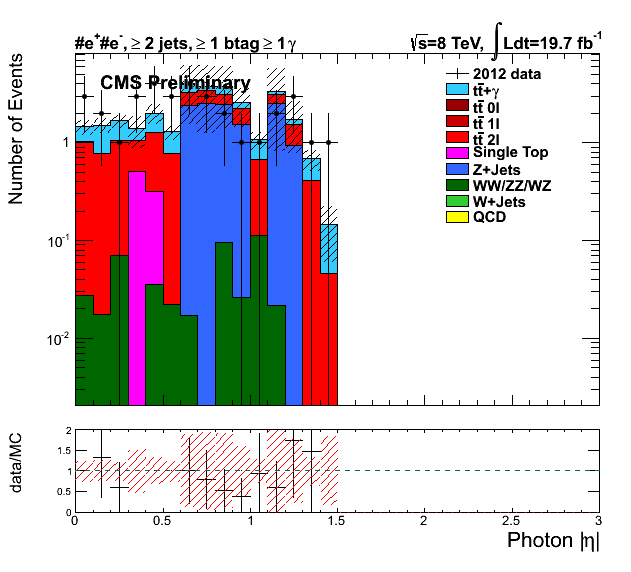 #e+#e-, ≥ 2 jets, ≥ 1 btag ≥ 1γ
√s=8 TeV, ∫ Ldt=19.7 fb-1
CMS Preliminary
2012 data
tt̄+γ
tt̄ 0l
tt̄ 1l
tt̄ 2l
Single Top
Z+Jets
WW/ZZ/WZ
W+Jets
QCD
Number of Events
1
10-1
10-2
data/MC
2
1.5
1
0.5
0
0 0.5 1 1.5 2 2.5 3
Photon |η|